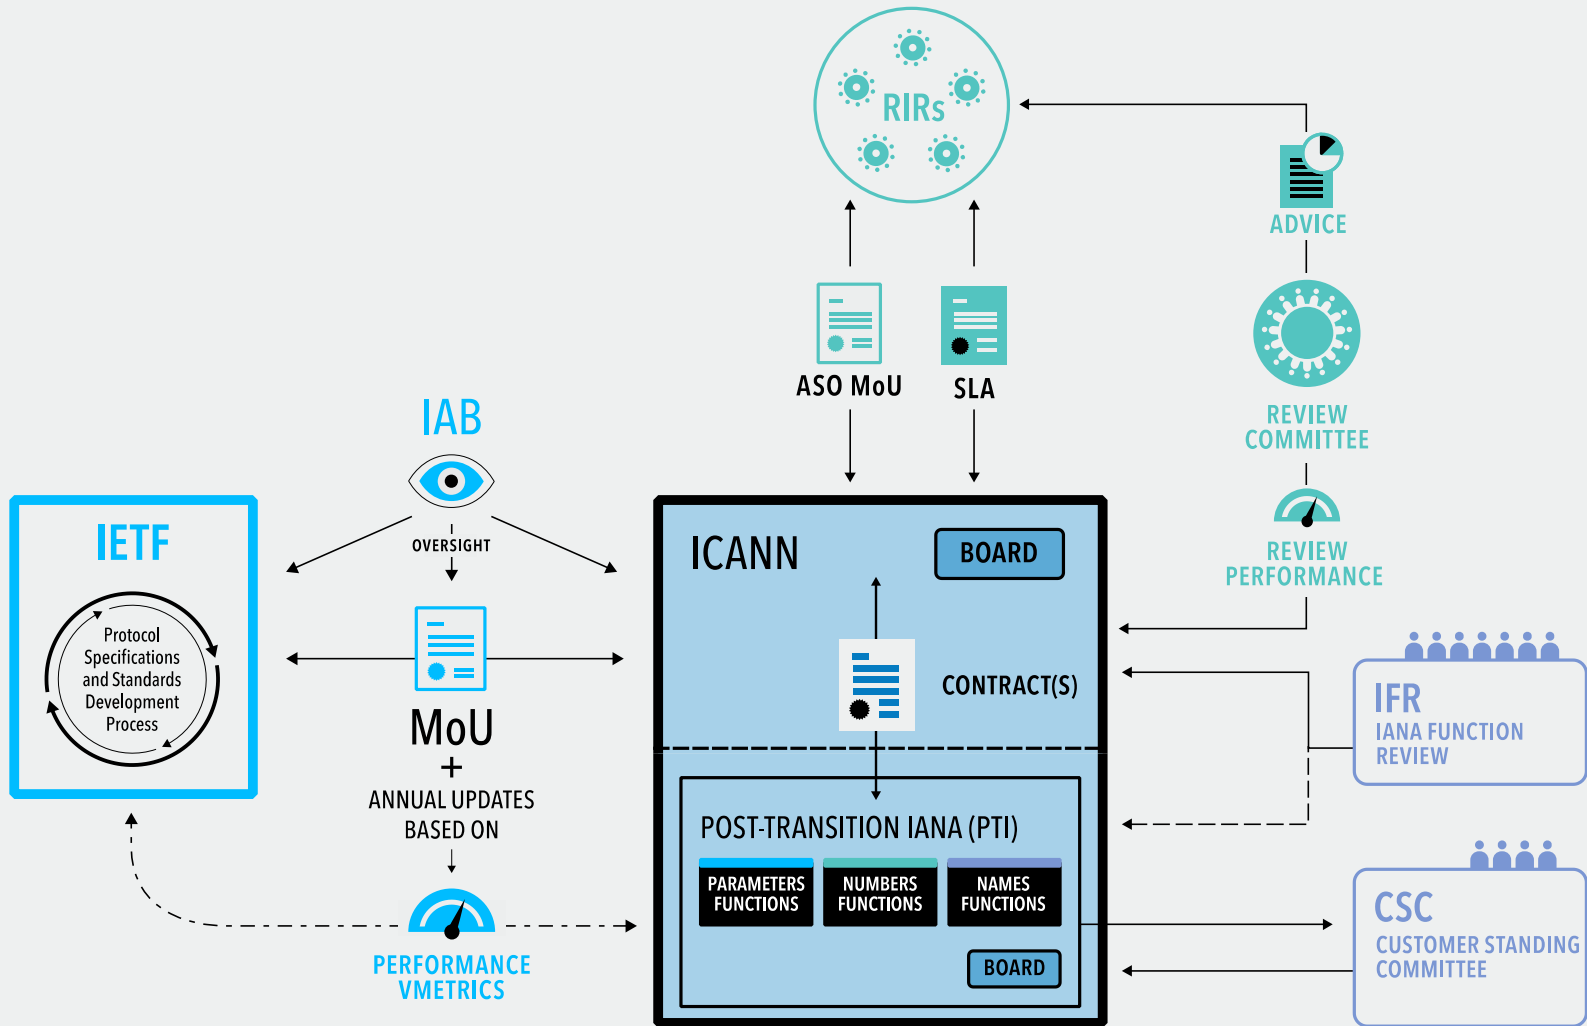 RIRs
ADVICE
ASO MoU
SLA
REVIEW
COMMITTEE
REVIEW
PERFORMANCE
IAB
OVERSIGHT
IETF
Protocol
Specifications
and Standards
Development
Process
MoU
+
ANNUAL UPDATES
BASED ON
PERFORMANCE
VMETRICS
ICANN
BOARD
CONTRACT(S)
POST-TRANSITION IANA (PTI)
PARAMETERS
FUNCTIONS
NUMBERS
FUNCTIONS
NAMES
FUNCTIONS
BOARD
IFR
IANA FUNCTION
REVIEW
CSC
CUSTOMER STANDING
COMMITTEE